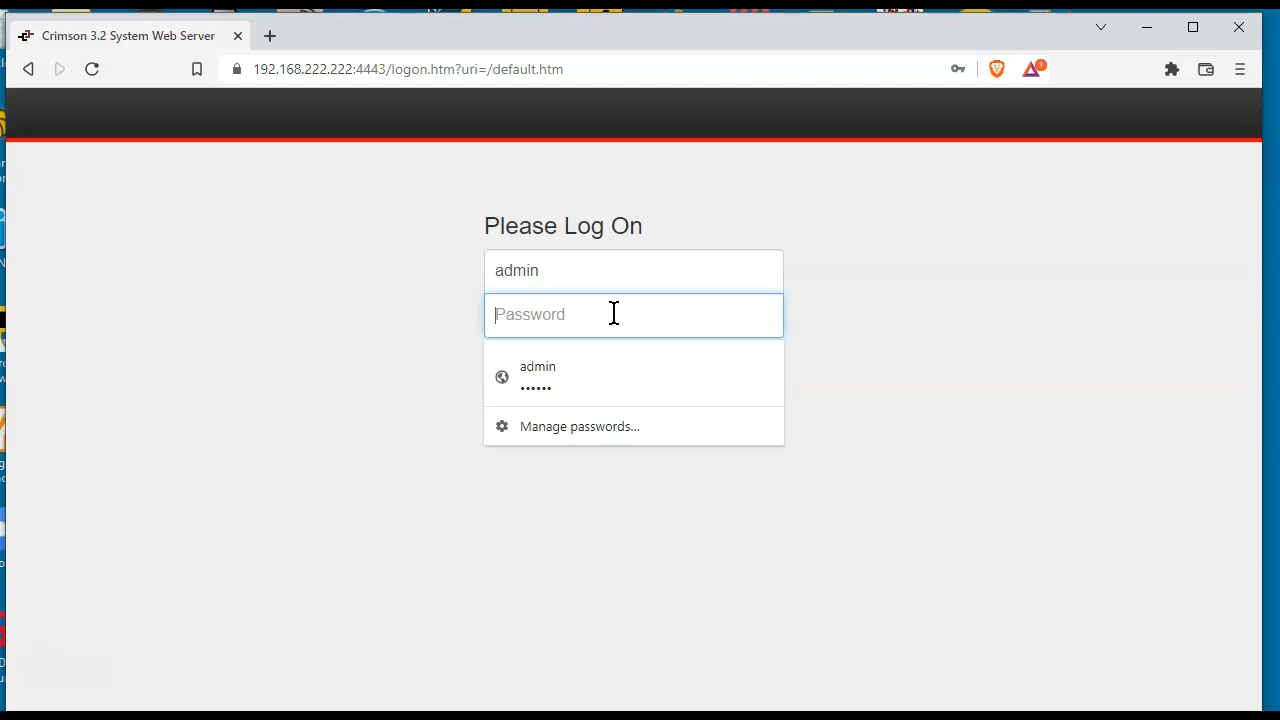 Crimson 3.2 System Web Server
192.168.222.222:4443/logon.htm?uri=/default.htm
1
Please Log On
admin
Password
admin
••••••
Manage passwords...